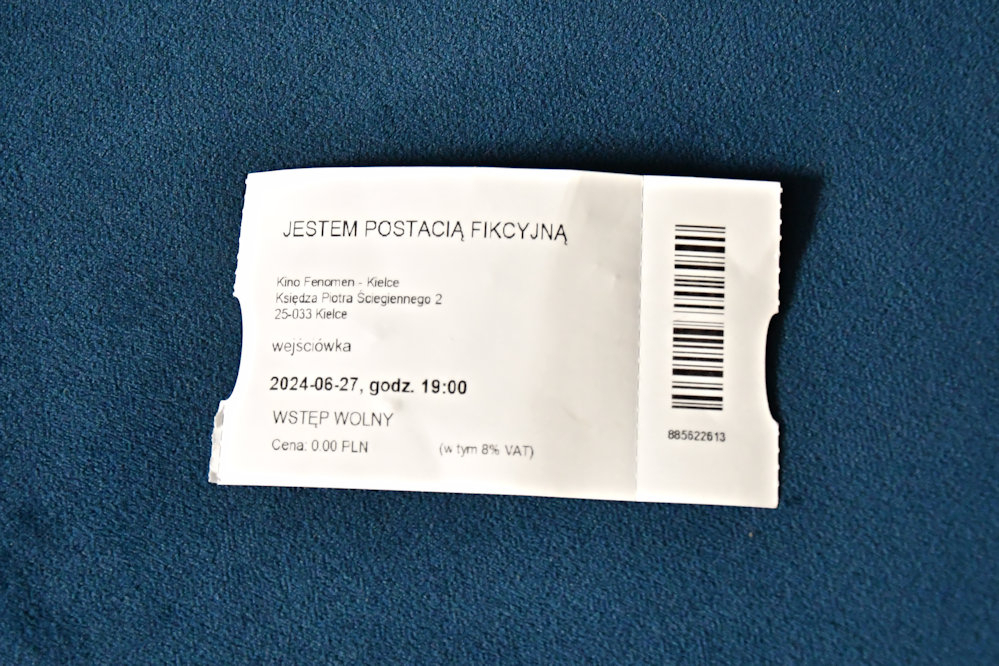 JESTEM POSTACIĄ FIKCYJNĄ
Kino Fenomen - Kielce
Księdza Piotra Ściegiennego 2
25-033 Kielce
wejściówka
2024-06-27, godz. 19:00
WSTĘP WOLNY
Cena: 0.00 PLN (w tym 8% VAT)
885622613